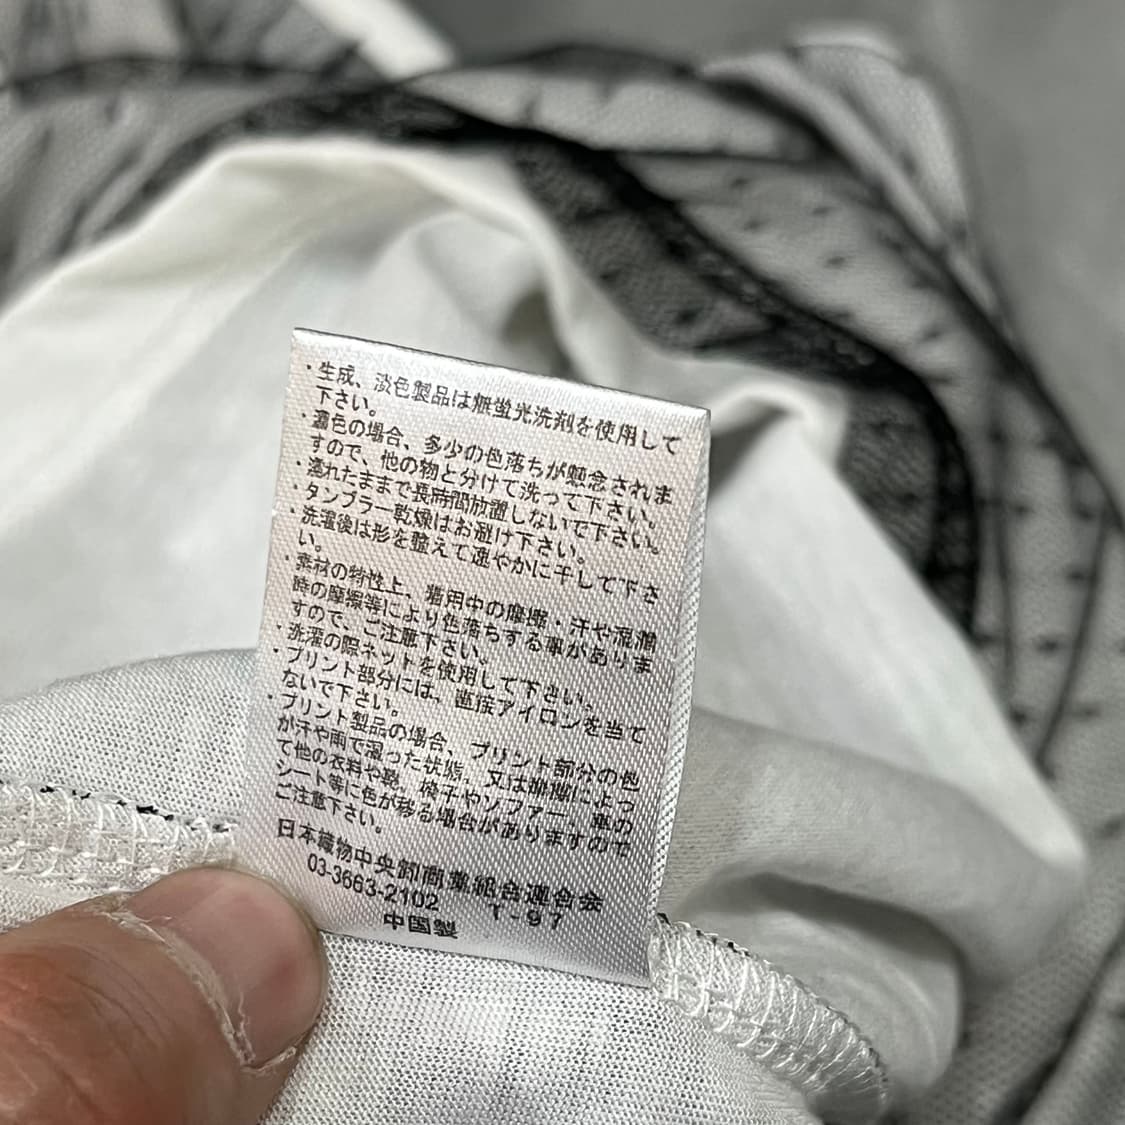 ・生成、淡色製品は無蛍光洗剤を使用して
下さい。
・濃色の場合、多少の色落ちが懸念されま
すので、他の物と分けて洗って下さい。
・濡れたままで長時間放置しないで下さい。
・タンブラー乾燥はお避け下さい。
・洗濯後は形を整えて速やかに干して下さ
い。
・素材の特性上、着用中の摩擦・汗や湿潤
時の摩擦等により色落ちする事がありま
すので、ご注意下さい。
・洗濯の際ネットを使用して下さい。
・プリント部分には、直接アイロンを当て
ないで下さい。
・プリント製品の場合、プリント部分の色
が汗や雨で湿った状態、又は摩擦によっ
て他の衣料や鞄、椅子やソファー、車の
シート等に色が移る場合がありますので
ご注意下さい。
日本織物中央卸商業組合連合会
03-3663-2102 T-97
中国製